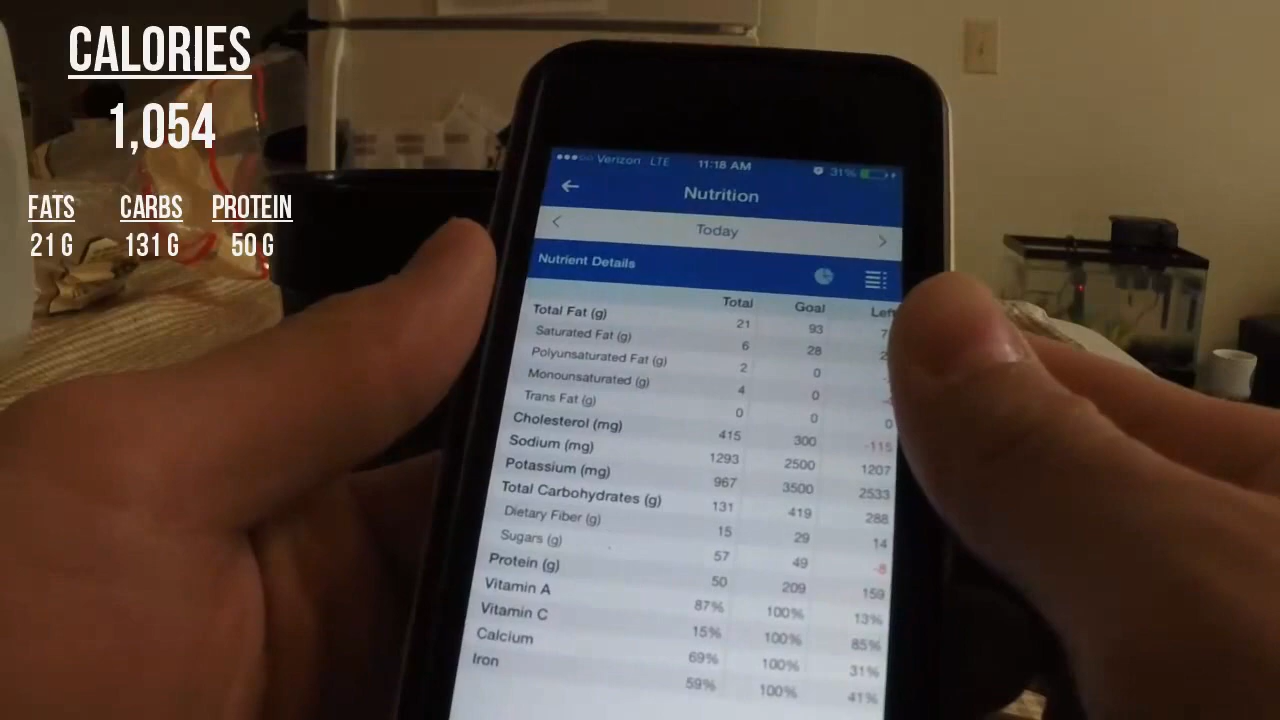 CALORIES
1,054
FATS CARBS PROTEIN
21 G 131 G 50 G
Verizon LTE 11:18 AM 31%
Nutrition
Today
Nutrient Details
Total Goal Left
Total Fat (g) 21 93
Saturated Fat (g) 6 28
Polyunsaturated Fat (g) 2 0
Monounsaturated (g) 4 0
Trans Fat (g) 0 0 0
Cholesterol (mg) 415 300 -115
Sodium (mg) 1293 2500 1207
Potassium (mg) 967 3500 2533
Total Carbohydrates (g) 131 419 288
Dietary Fiber (g) 15 29 14
Sugars (g) 57 49 -8
Protein (g) 50 209 159
Vitamin A 87% 100% 13%
Vitamin C 15% 100% 85%
Calcium 69% 100% 31%
Iron 59% 100% 41%